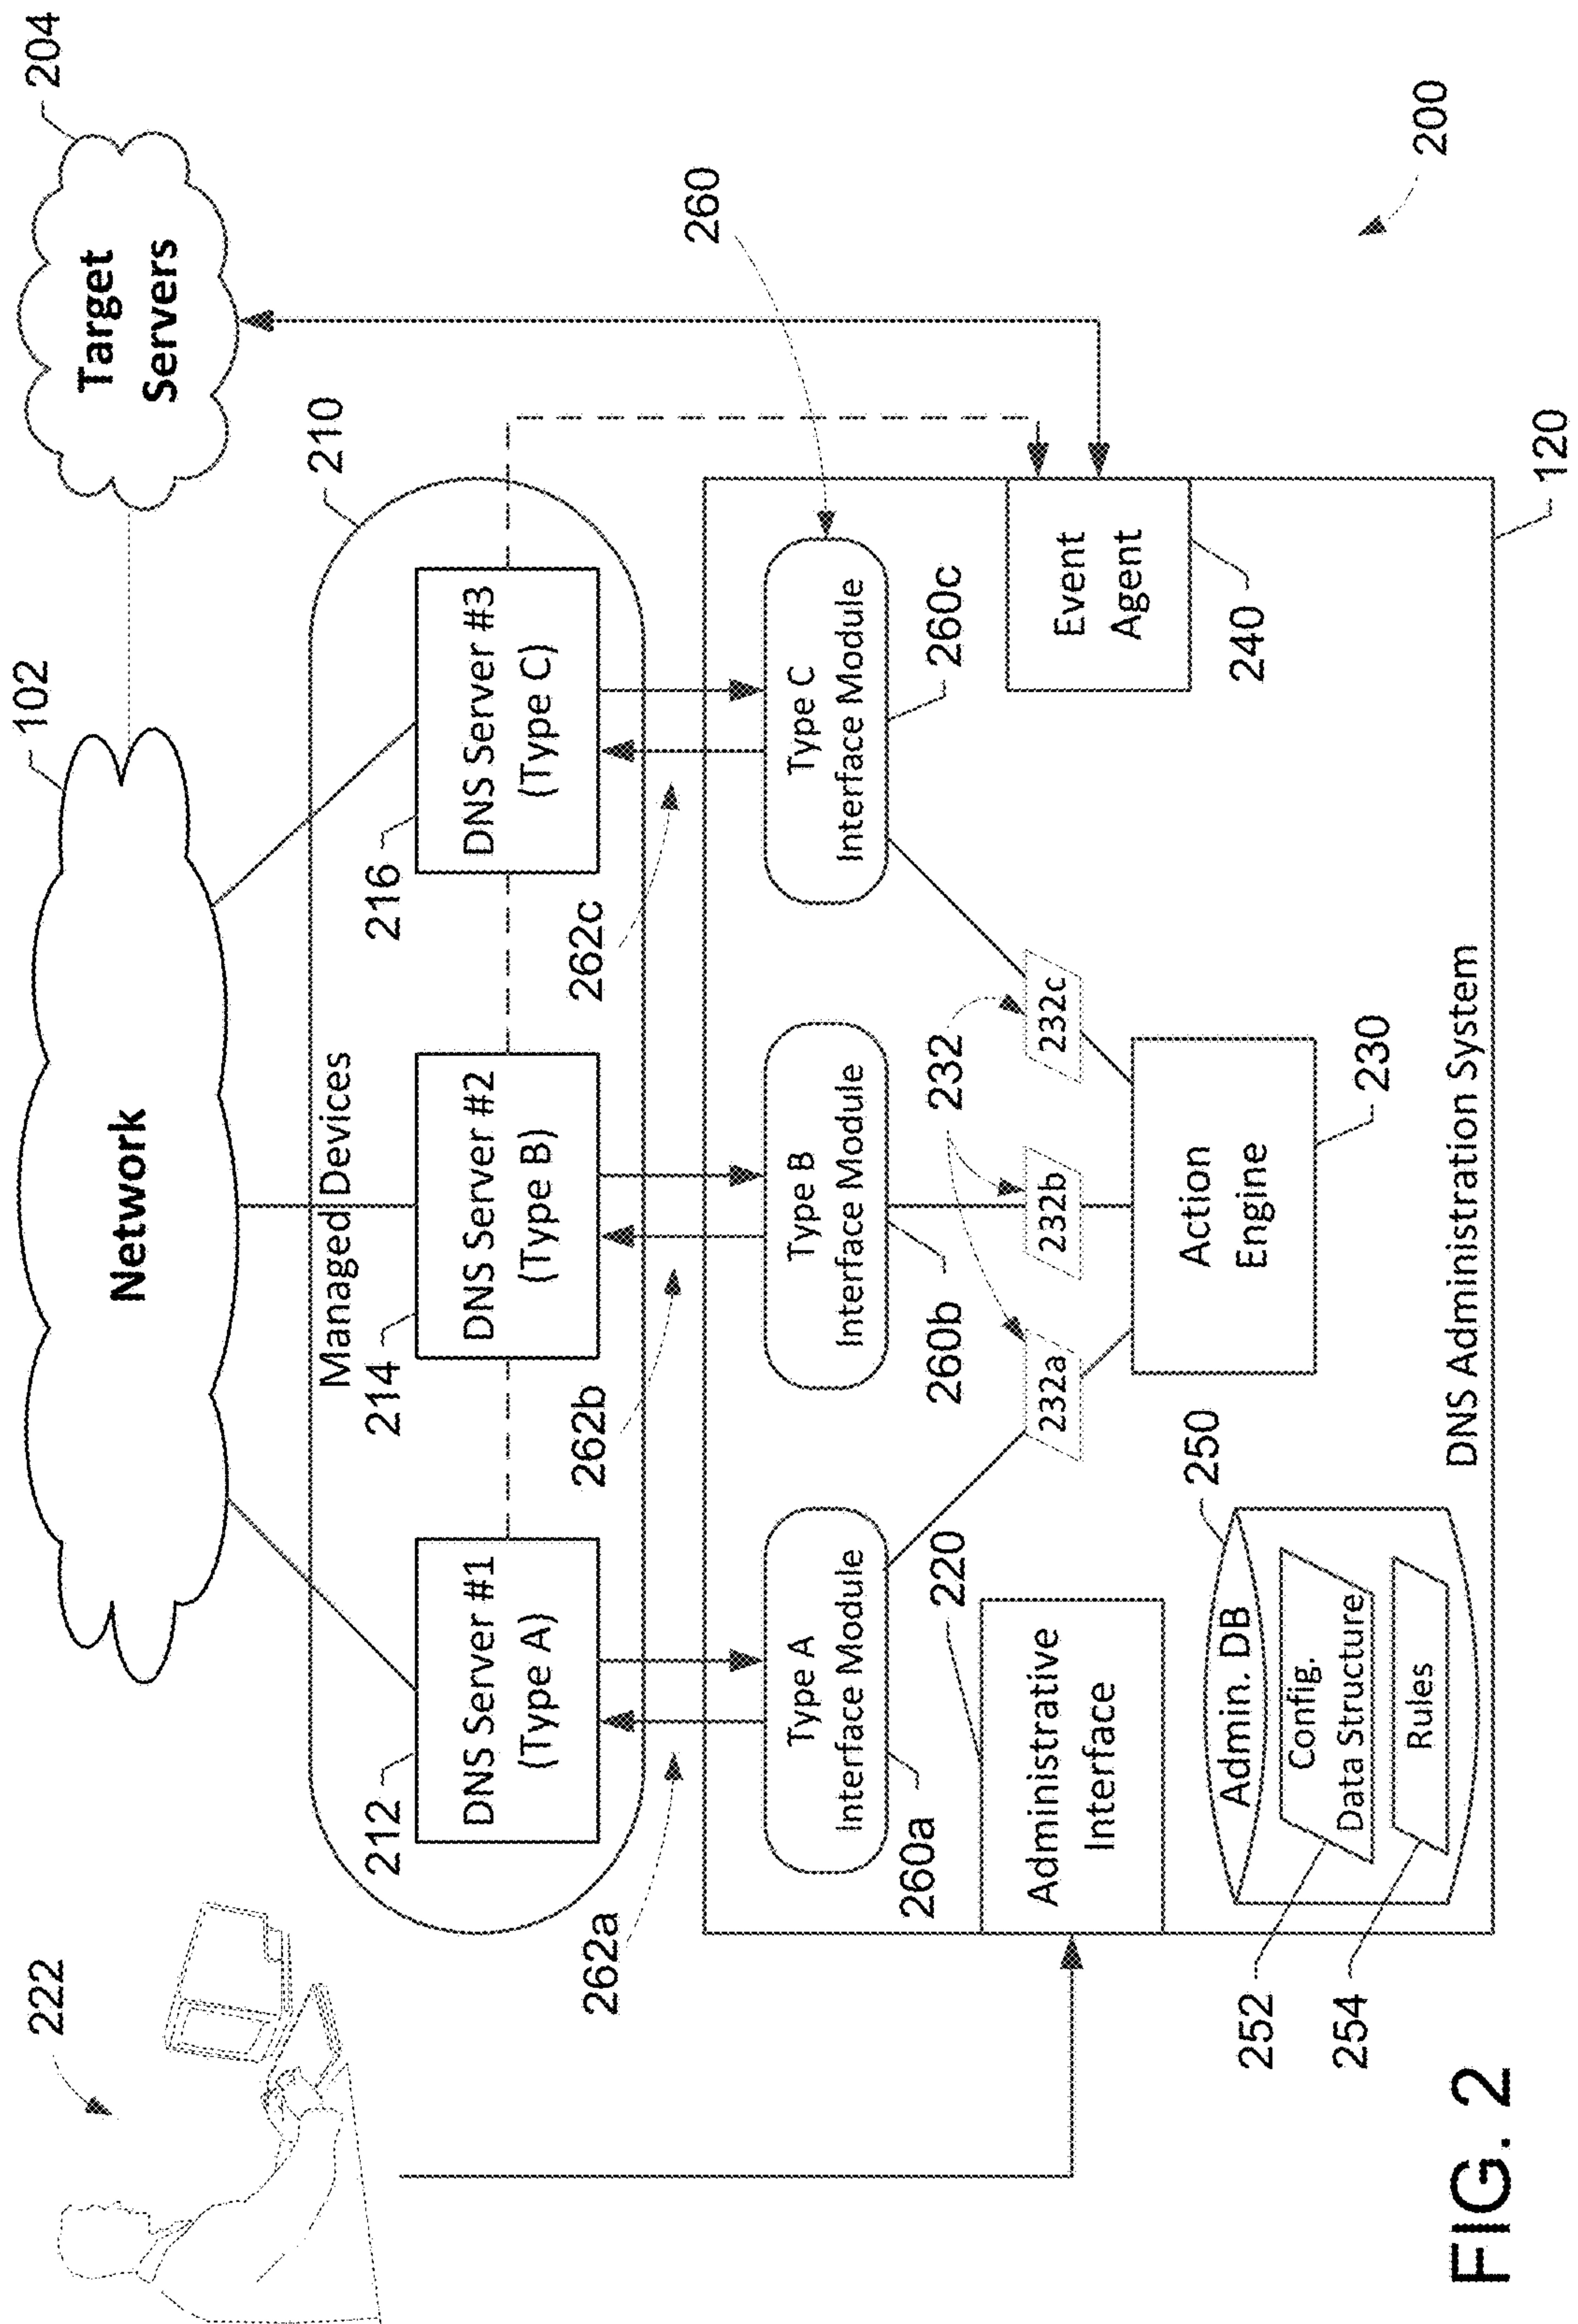 222
102
204
Network
Target
Servers
210
Managed Devices
212
214
216
DNS Server #1
(Type A)
DNS Server #2
(Type B)
DNS Server #3
(Type C)
262a
262b
262c
260
Type A
Interface Module
Type B
Interface Module
Type C
Interface Module
260a
220
260b
232
260c
Administrative
Interface
232a
232b
232c
Event
Agent
250
240
Action
Engine
Admin. DB
Config.
Data Structure
Rules
230
252
254
DNS Administration System
120
200
FIG. 2